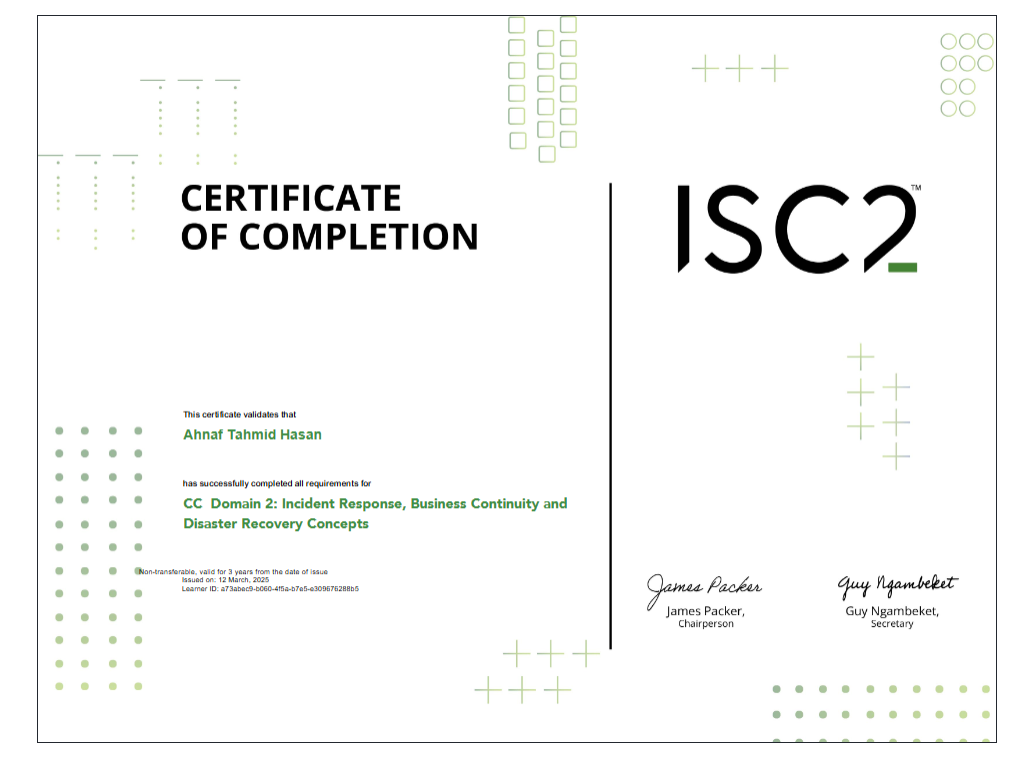 CERTIFICATE
OF COMPLETION
ISC2™
This certificate validates that
Ahnaf Tahmid Hasan
has successfully completed all requirements for
CC Domain 2: Incident Response, Business Continuity and
Disaster Recovery Concepts
Non-transferable, valid for 3 years from the date of issue
Issued on: 12 March, 2025
Learner ID: a73abec9-b060-4f5a-b7e5-e309676288b5
James Packer
James Packer,
Chairperson
Guy Ngambeket
Guy Ngambeket,
Secretary